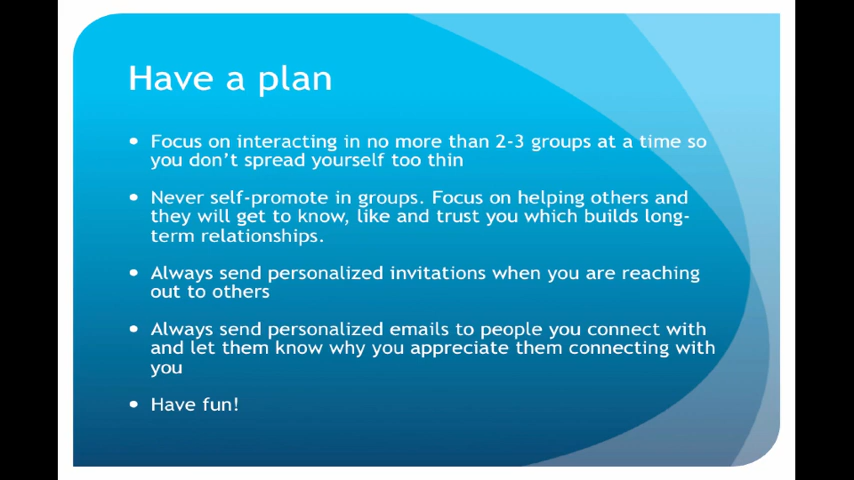 Have a plan
• Focus on interacting in no more than 2-3 groups at a time so
you don't spread yourself too thin
• Never self-promote in groups. Focus on helping others and
they will get to know, like and trust you which builds long-
term relationships.
• Always send personalized invitations when you are reaching
out to others
• Always send personalized emails to people you connect with
and let them know why you appreciate them connecting with
you
• Have fun!